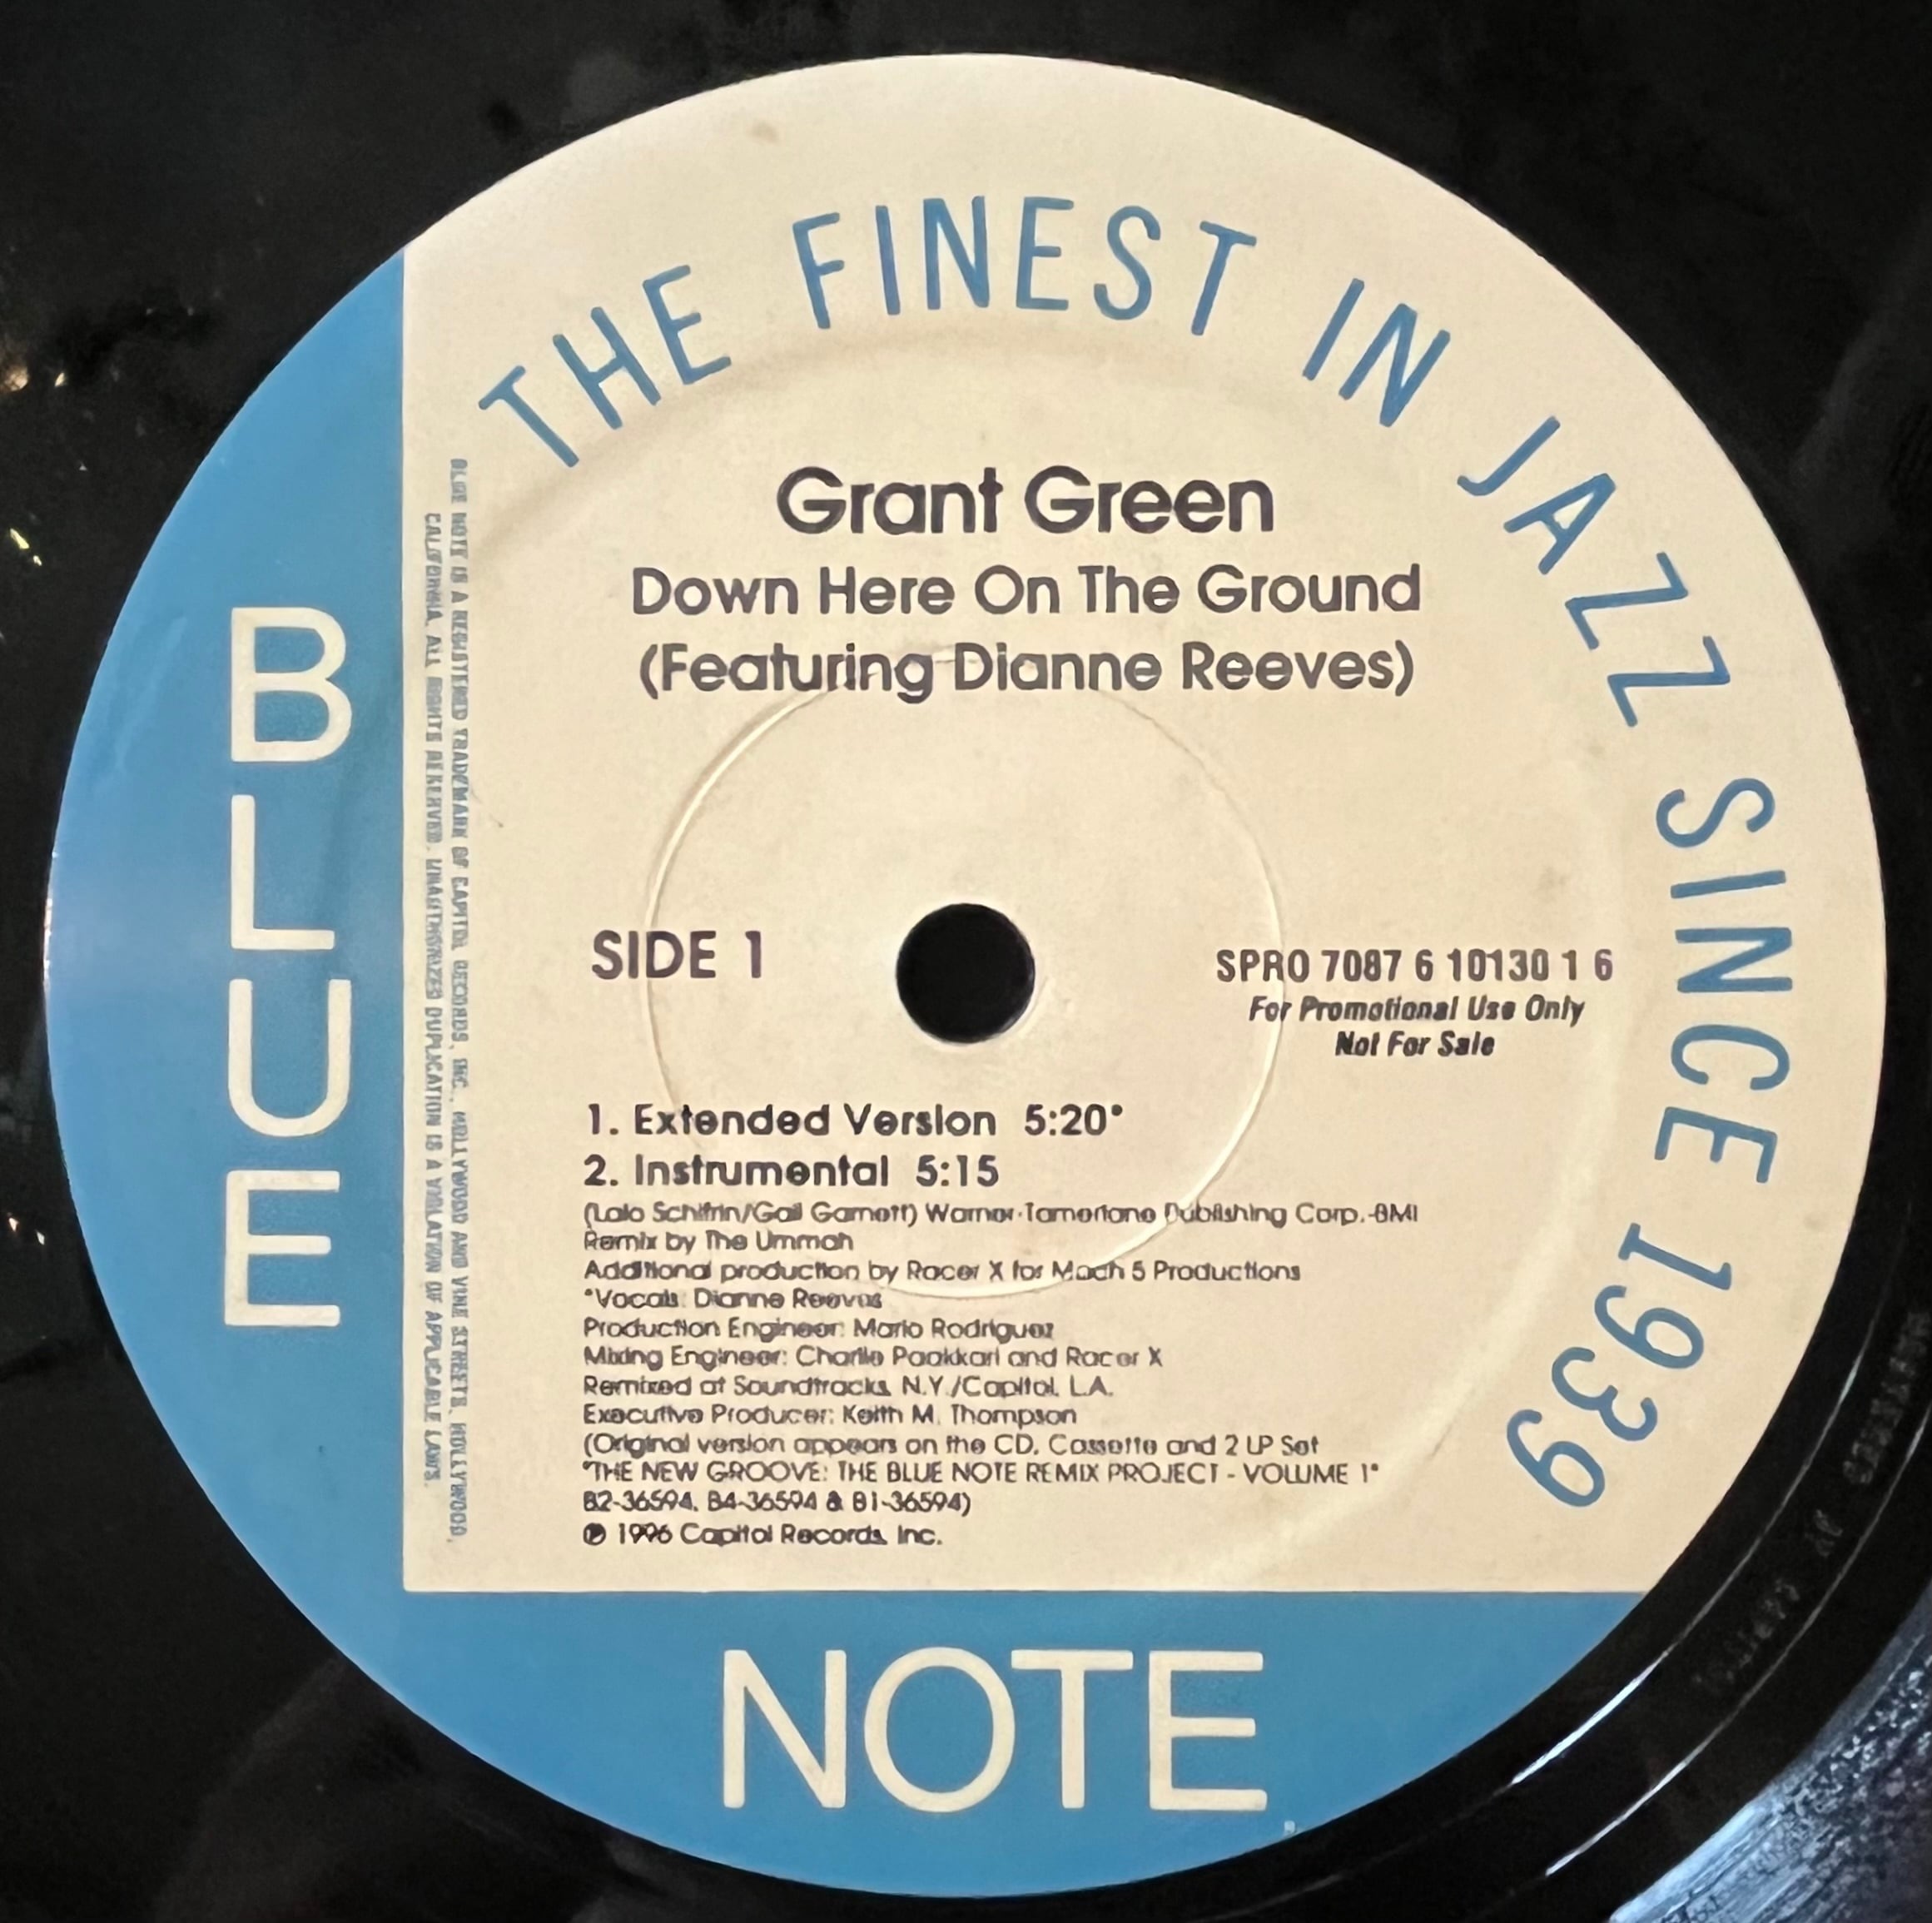 THE FINEST IN JAZZ SINCE 1939
Grant Green
Down Here On The Ground
(Featuring Dianne Reeves)
SIDE 1
SPRO 7087 6 10130 1 6
For Promotional Use Only
Not For Sale
1. Extended Version 5:20*
2. Instrumental 5:15
(Lalo Schifrin/Gail Garnett) Warner-Tamerlane Publishing Corp.-BMI
Remix by The Ummah
Additional production by Racer X for Mach 5 Productions
*Vocals: Dianne Reeves
Production Engineer: Mario Rodriguez
Mixing Engineer: Charlie Paakkari and Racer X
Remixed at Soundtracks, N.Y./Capitol, L.A.
Executive Producer: Keith M. Thompson
(Original version appears on the CD, Cassette and 2 LP Set
"THE NEW GROOVE: THE BLUE NOTE REMIX PROJECT - VOLUME 1"
B2-36594, B4-36594 & B1-36594)
℗ 1996 Capitol Records, Inc.
BLUE NOTE IS A REGISTERED TRADEMARK OF CAPITOL RECORDS, INC., HOLLYWOOD AND VINE STREETS, HOLLYWOOD,
CALIFORNIA. ALL RIGHTS RESERVED. UNAUTHORIZED DUPLICATION IS A VIOLATION OF APPLICABLE LAWS.
BLUE
NOTE